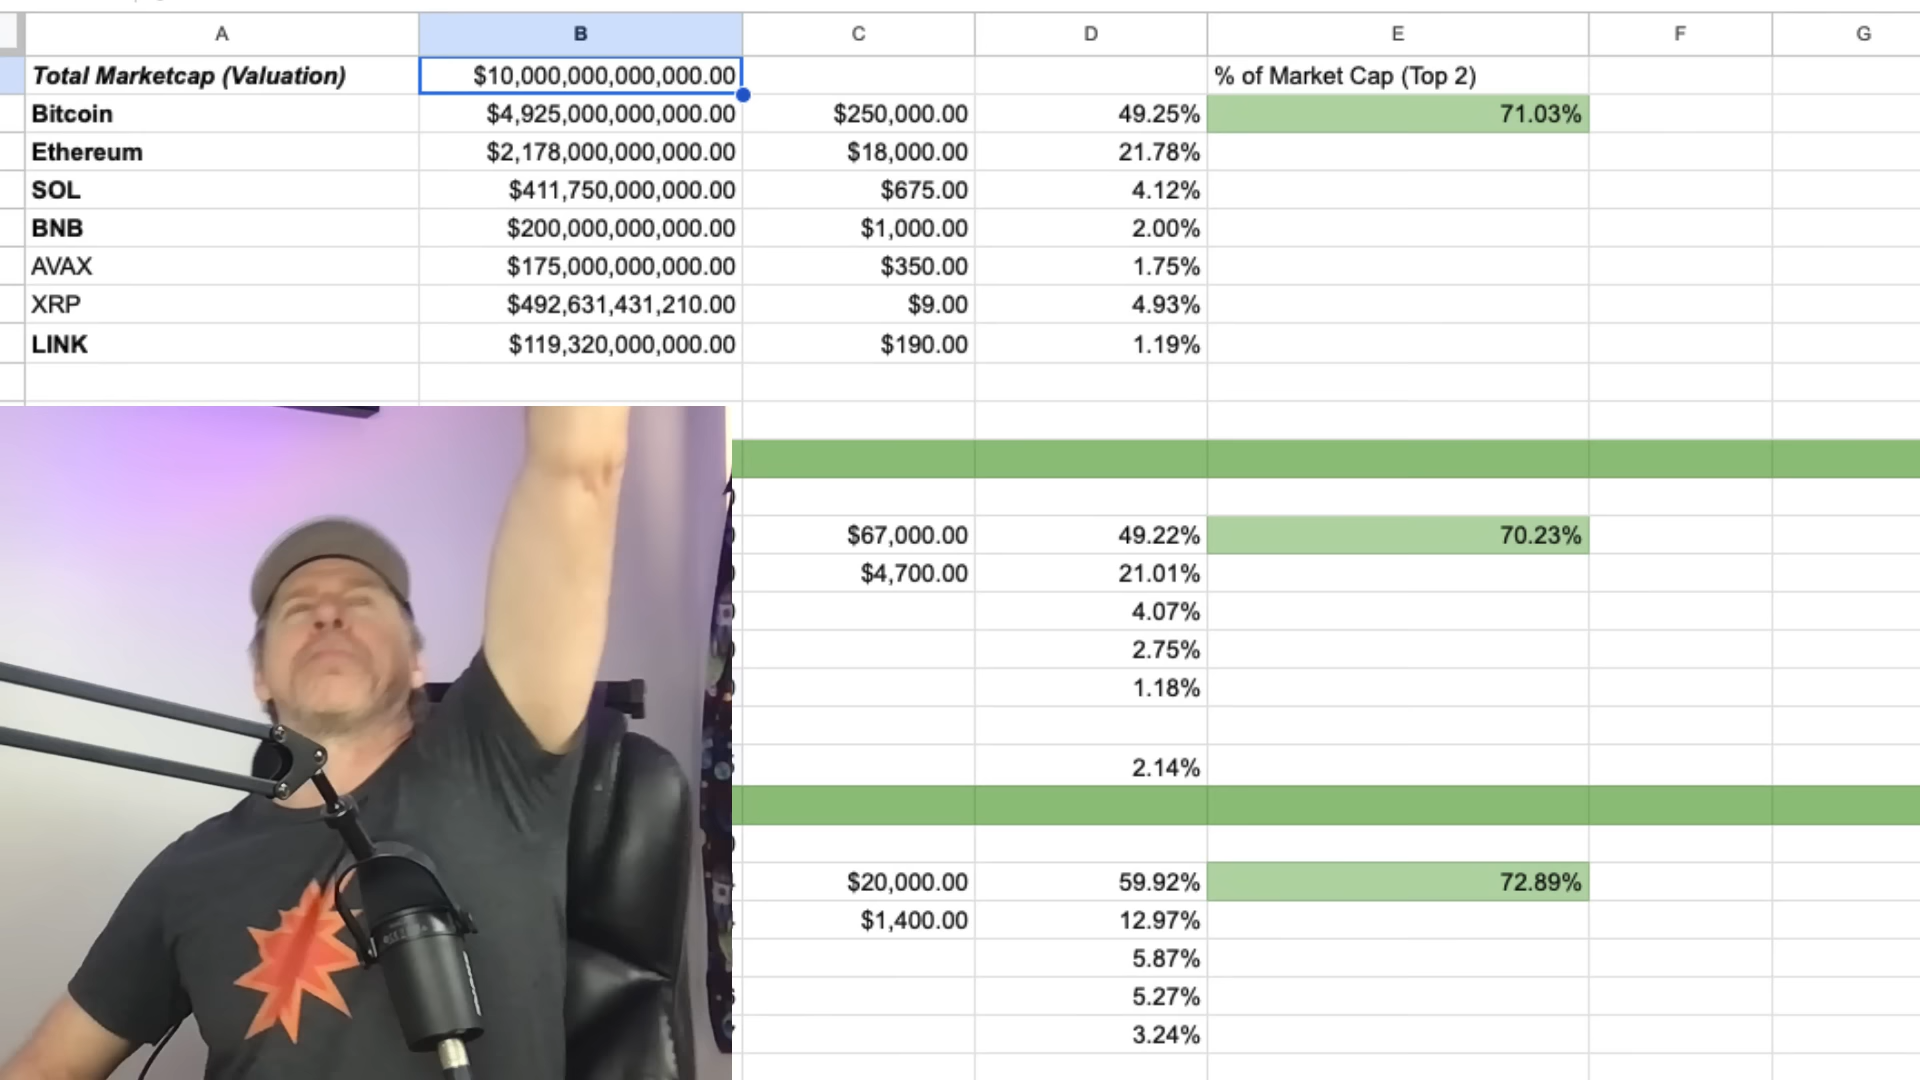 A B C D E F G
Total Marketcap (Valuation) $10,000,000,000,000.00 % of Market Cap (Top 2)
Bitcoin $4,925,000,000,000.00 $250,000.00 49.25% 71.03%
Ethereum $2,178,000,000,000.00 $18,000.00 21.78%
SOL $411,750,000,000.00 $675.00 4.12%
BNB $200,000,000,000.00 $1,000.00 2.00%
AVAX $175,000,000,000.00 $350.00 1.75%
XRP $492,631,431,210.00 $9.00 4.93%
LINK $119,320,000,000.00 $190.00 1.19%
$67,000.00 49.22% 70.23%
$4,700.00 21.01%
4.07%
2.75%
1.18%
2.14%
$20,000.00 59.92% 72.89%
$1,400.00 12.97%
5.87%
5.27%
3.24%